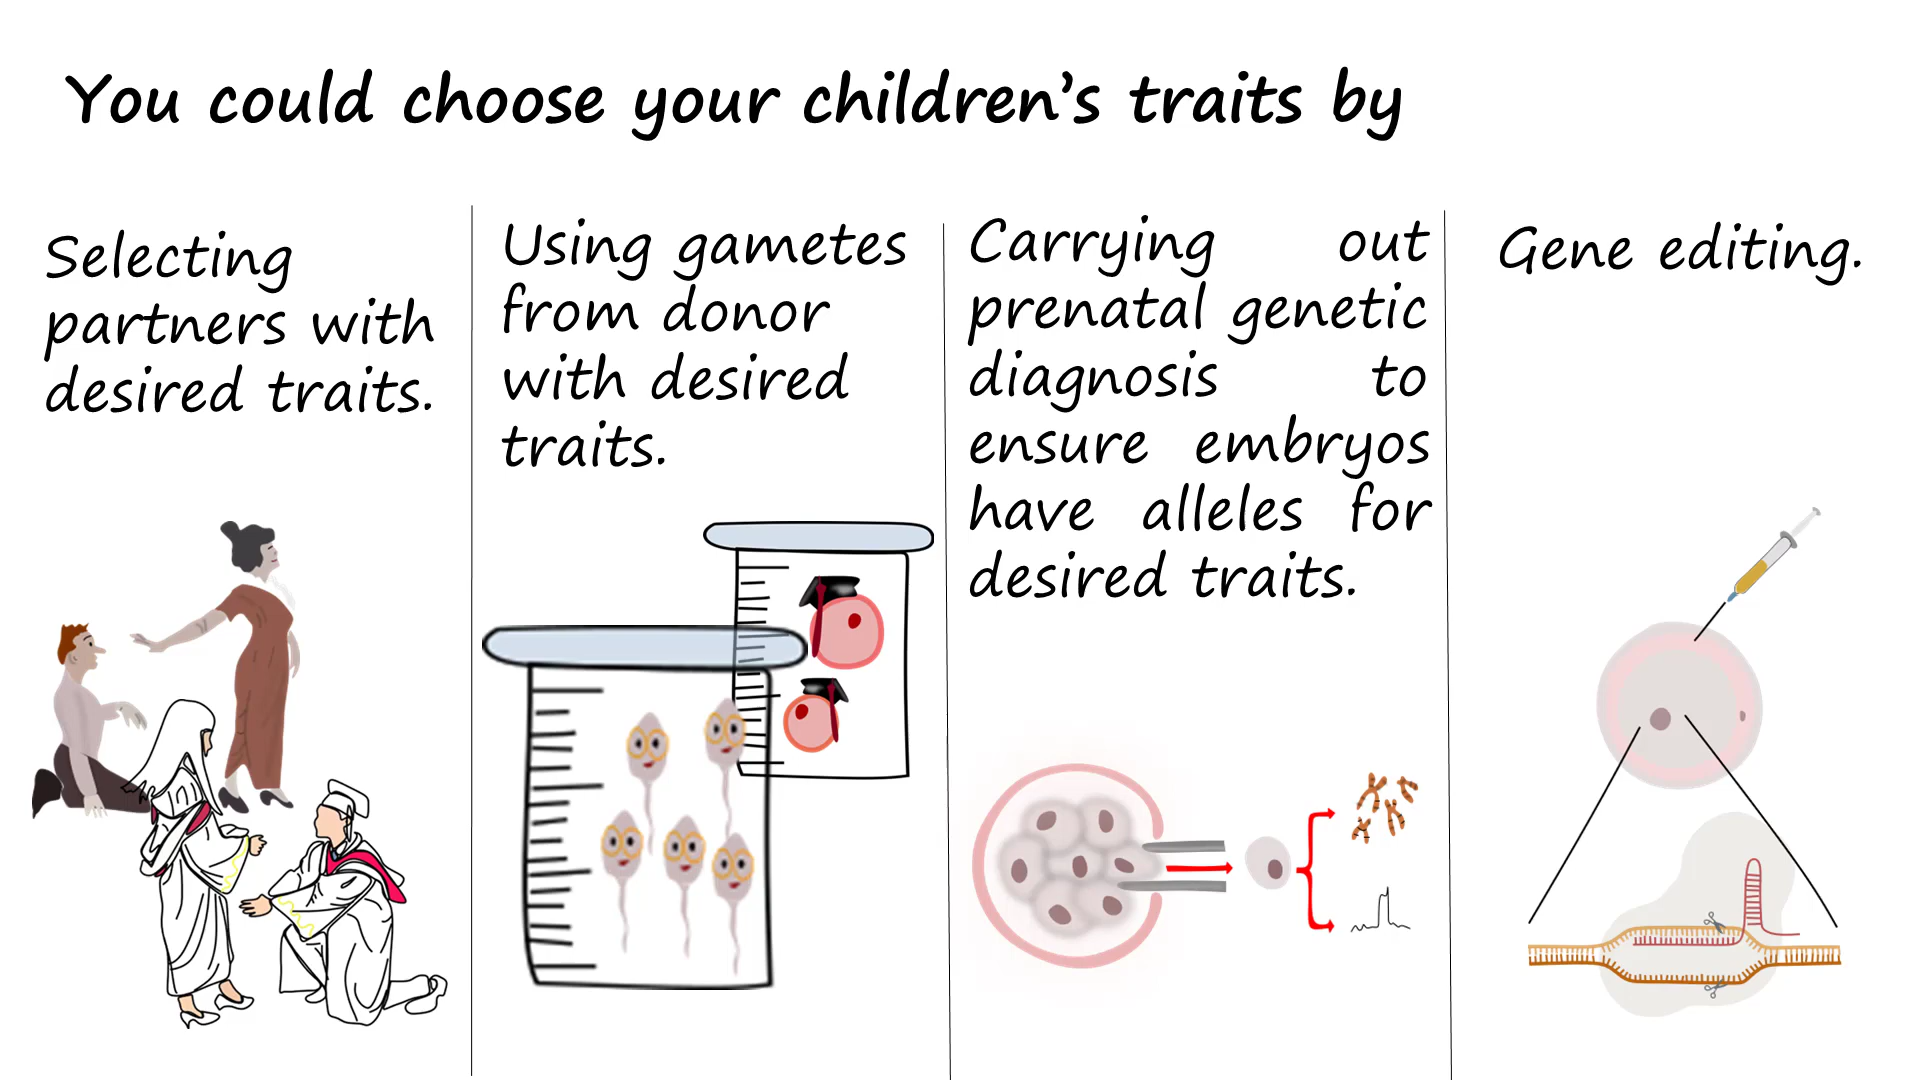 You could choose your children's traits by
Selecting
partners with
desired traits.
Using gametes
from donor
with desired
traits.
Carrying out
prenatal genetic
diagnosis to
ensure embryos
have alleles for
desired traits.
Gene editing.